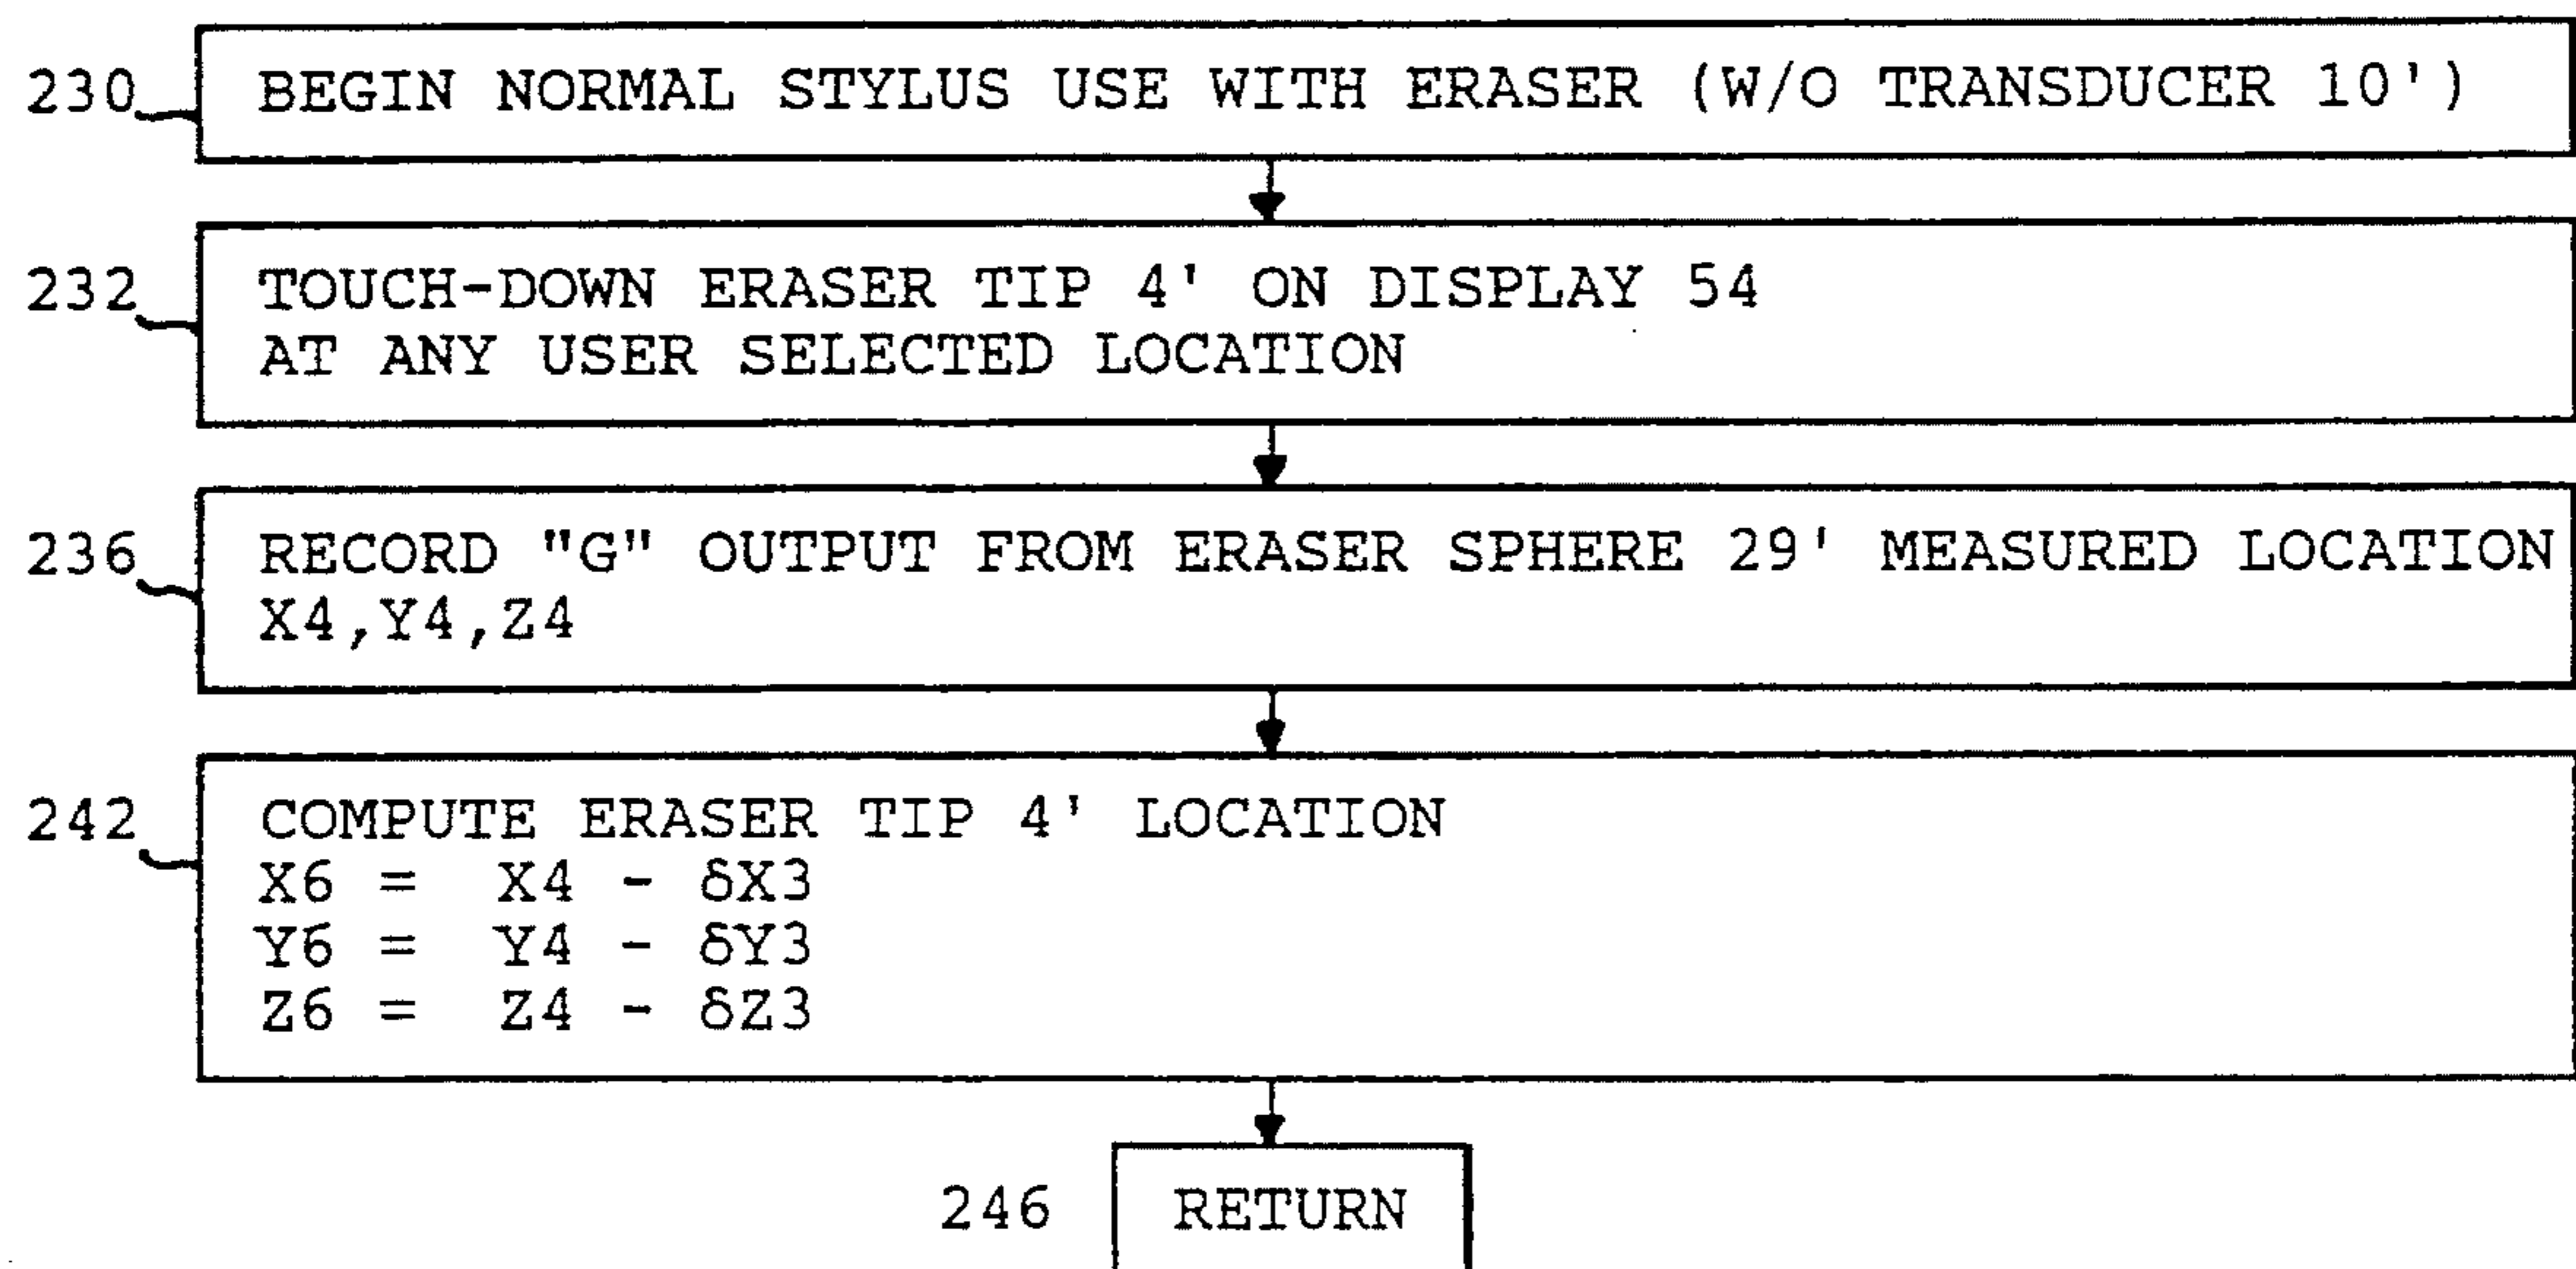 230 BEGIN NORMAL STYLUS USE WITH ERASER (W/O TRANSDUCER 10')
232 TOUCH-DOWN ERASER TIP 4' ON DISPLAY 54
AT ANY USER SELECTED LOCATION
236 RECORD "G" OUTPUT FROM ERASER SPHERE 29' MEASURED LOCATION
X4,Y4,Z4
242 COMPUTE ERASER TIP 4' LOCATION
X6 = X4 - δX3
Y6 = Y4 - δY3
Z6 = Z4 - δZ3
246 RETURN